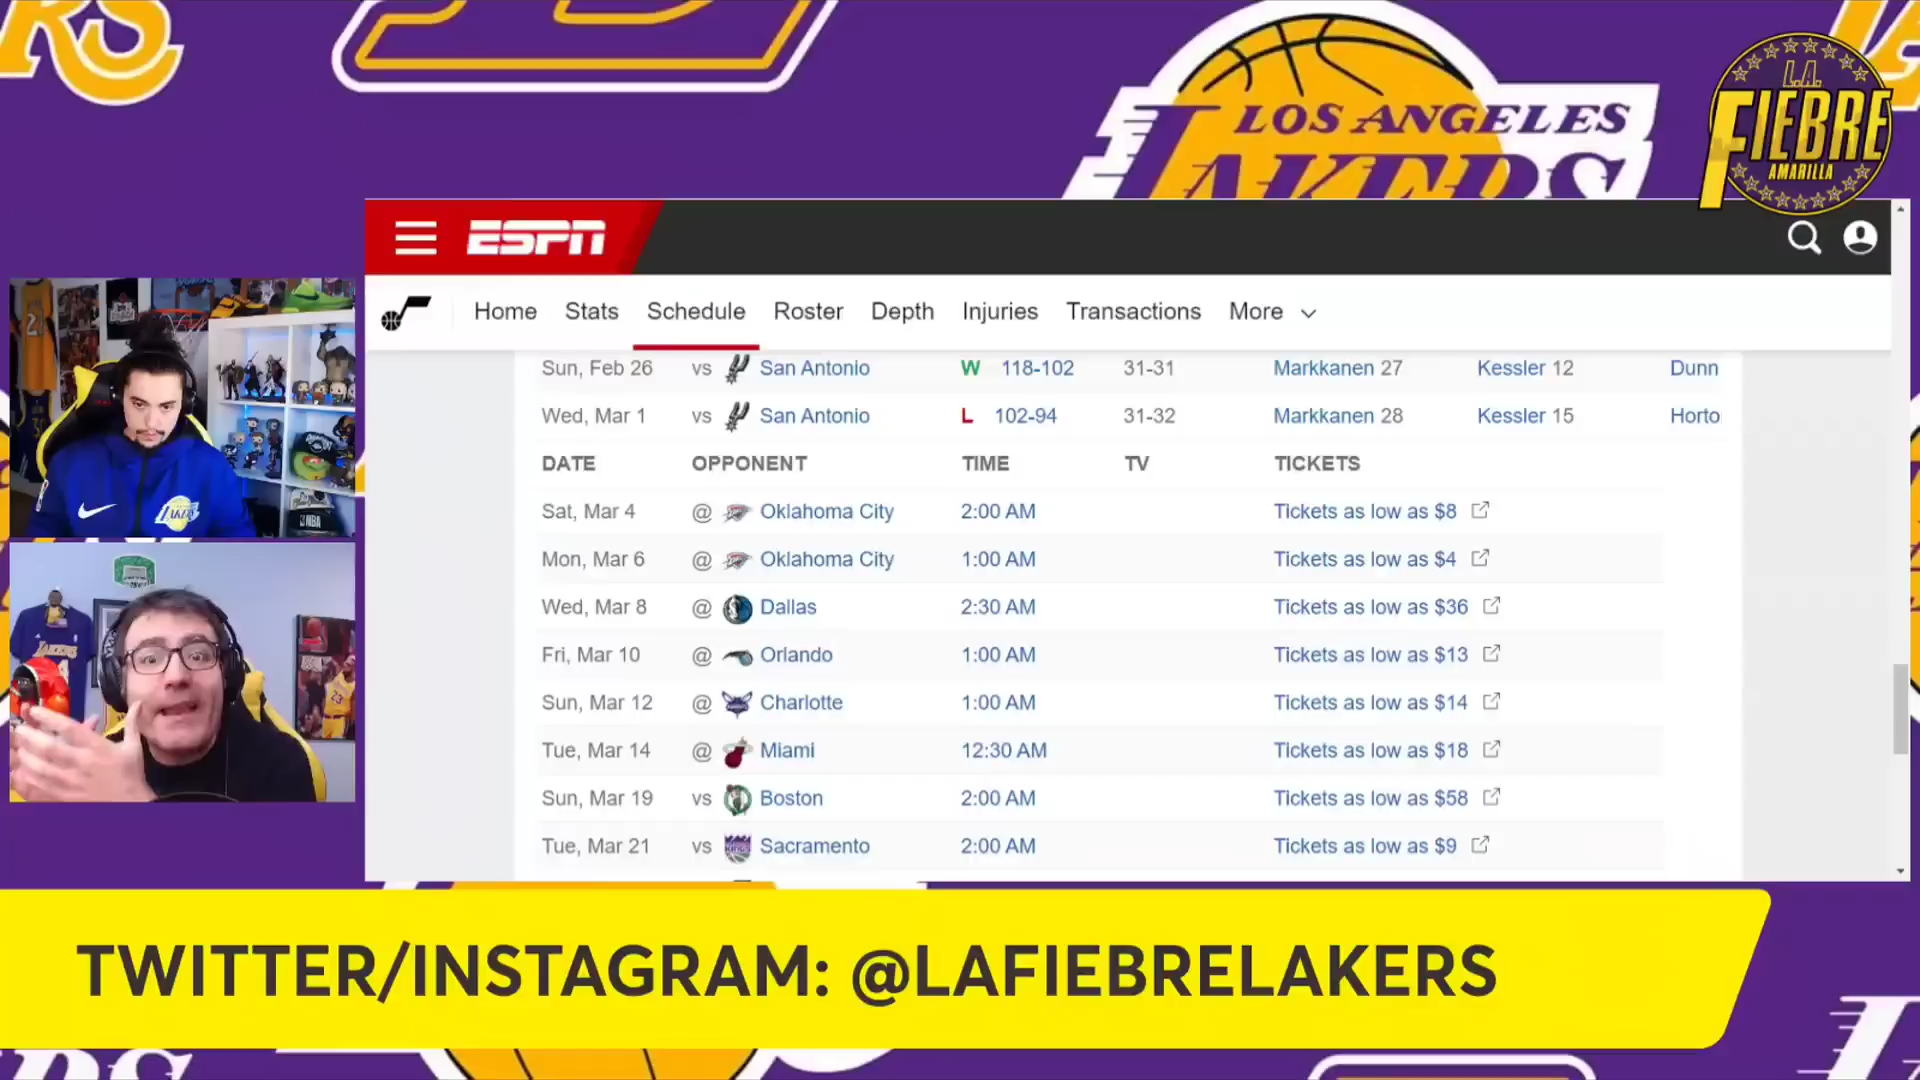 LOS ANGELES
LAKERS
L.A.
FIEBRE
AMARILLA
ESPN
Home Stats Schedule Roster Depth Injuries Transactions More
Sun, Feb 26 vs San Antonio W 118-102 31-31 Markkanen 27 Kessler 12 Dunn
Wed, Mar 1 vs San Antonio L 102-94 31-32 Markkanen 28 Kessler 15 Horto
DATE OPPONENT TIME TV TICKETS
Sat, Mar 4 @ Oklahoma City 2:00 AM Tickets as low as $8
Mon, Mar 6 @ Oklahoma City 1:00 AM Tickets as low as $4
Wed, Mar 8 @ Dallas 2:30 AM Tickets as low as $36
Fri, Mar 10 @ Orlando 1:00 AM Tickets as low as $13
Sun, Mar 12 @ Charlotte 1:00 AM Tickets as low as $14
Tue, Mar 14 @ Miami 12:30 AM Tickets as low as $18
Sun, Mar 19 vs Boston 2:00 AM Tickets as low as $58
Tue, Mar 21 vs Sacramento 2:00 AM Tickets as low as $9
LAKERS
NBA
LAKERS
23
TWITTER/INSTAGRAM: @LAFIEBRELAKERS